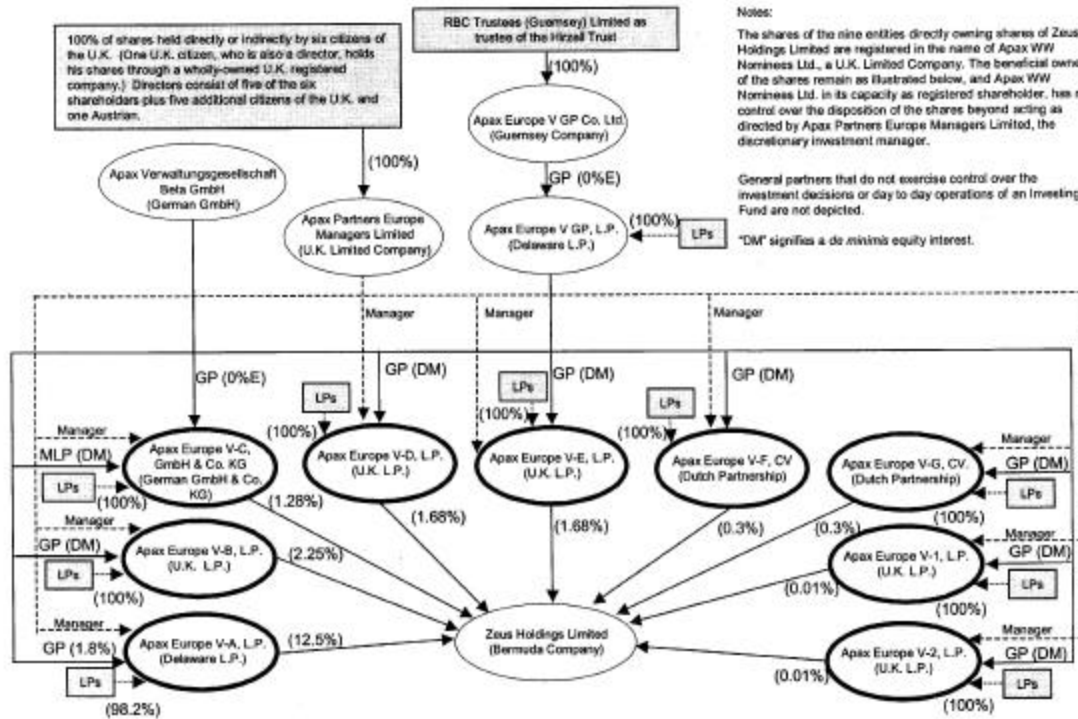 100% of shares held directly or indirectly by six citizens of
the U.K. (One U.K. citizen, who is also a director, holds
his shares through a wholly-owned U.K. registered
company.) Directors consist of five of the six
shareholders plus five additional citizens of the U.K. and
one Austrian.
RBC Trustees (Guernsey) Limited as
trustee of the Hirzell Trust
Notes:
The shares of the nine entities directly owning shares of Zeus
Holdings Limited are registered in the name of Apax WW
Nominess Ltd., a U.K. Limited Company. The beneficial owne
of the shares remain as illustrated below, and Apax WW
Nominess Ltd. in its capacity as registered shareholder, has
control over the disposition of the shares beyond acting as
directed by Apax Partners Europe Managers Limited, the
discretionary investment manager.
General partners that do not exercise control over the
investment decisions or day to day operations of an Investing
Fund are not depicted.
"DM" signifies a de minimis equity interest.
(100%)
Apax Europe V GP Co. Ltd.
(Guernsey Company)
(100%)
GP (0%E)
Apax Verwaltungsgesellschaft
Beta GmbH
(German GmbH)
Apax Partners Europe
Managers Limited
(U.K. Limited Company)
Apax Europe V GP, L.P.
(Delaware L.P.)
(100%)
LPs
Manager
Manager
Manager
GP (0%E)
GP (DM)
GP (DM)
GP (DM)
LPs
(100%)
LPs
(100%)
LPs
(100%)
Manager
MLP (DM)
LPs
(100%)
Apax Europe V-C,
GmbH & Co. KG
(German GmbH & Co.
KG)
Apax Europe V-D, L.P.
(U.K. L.P.)
Apax Europe V-E, L.P.
(U.K. L.P.)
Apax Europe V-F, CV
(Dutch Partnership)
Apax Europe V-G, CV.
(Dutch Partnership)
Manager
GP (DM)
LPs
(100%)
(1.28%)
(1.68%)
(1.68%)
(0.3%)
(0.3%)
Manager
GP (DM)
LPs
(100%)
Apax Europe V-B, L.P.
(U.K. L.P.)
(2.25%)
Apax Europe V-1, L.P.
(U.K. L.P.)
(0.01%)
Manager
GP (DM)
LPs
(100%)
Manager
GP (1.8%)
LPs
(98.2%)
Apax Europe V-A, L.P.
(Delaware L.P.)
(12.5%)
Zeus Holdings Limited
(Bermuda Company)
(0.01%)
Apax Europe V-2, L.P.
(U.K. L.P.)
Manager
GP (DM)
LPs
(100%)